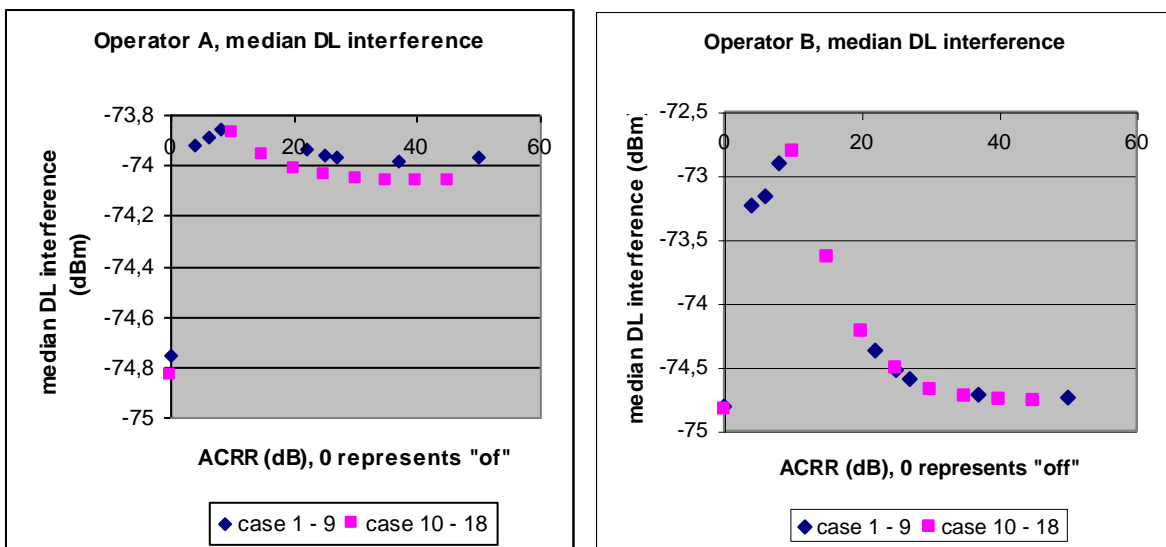 Operator A, median DL interference
-73,8
-74
-74,2
-74,4
-74,6
-74,8
-75
0
20
40
60
median DL interference
(dBm)
ACRR (dB), 0 represents "of"
case 1 - 9
case 10 - 18
Operator B, median DL interference
-72,5
-73
-73,5
-74
-74,5
-75
0
20
40
60
median DL interference (dBm)
ACRR (dB), 0 represents "off"
case 1 - 9
case 10 - 18